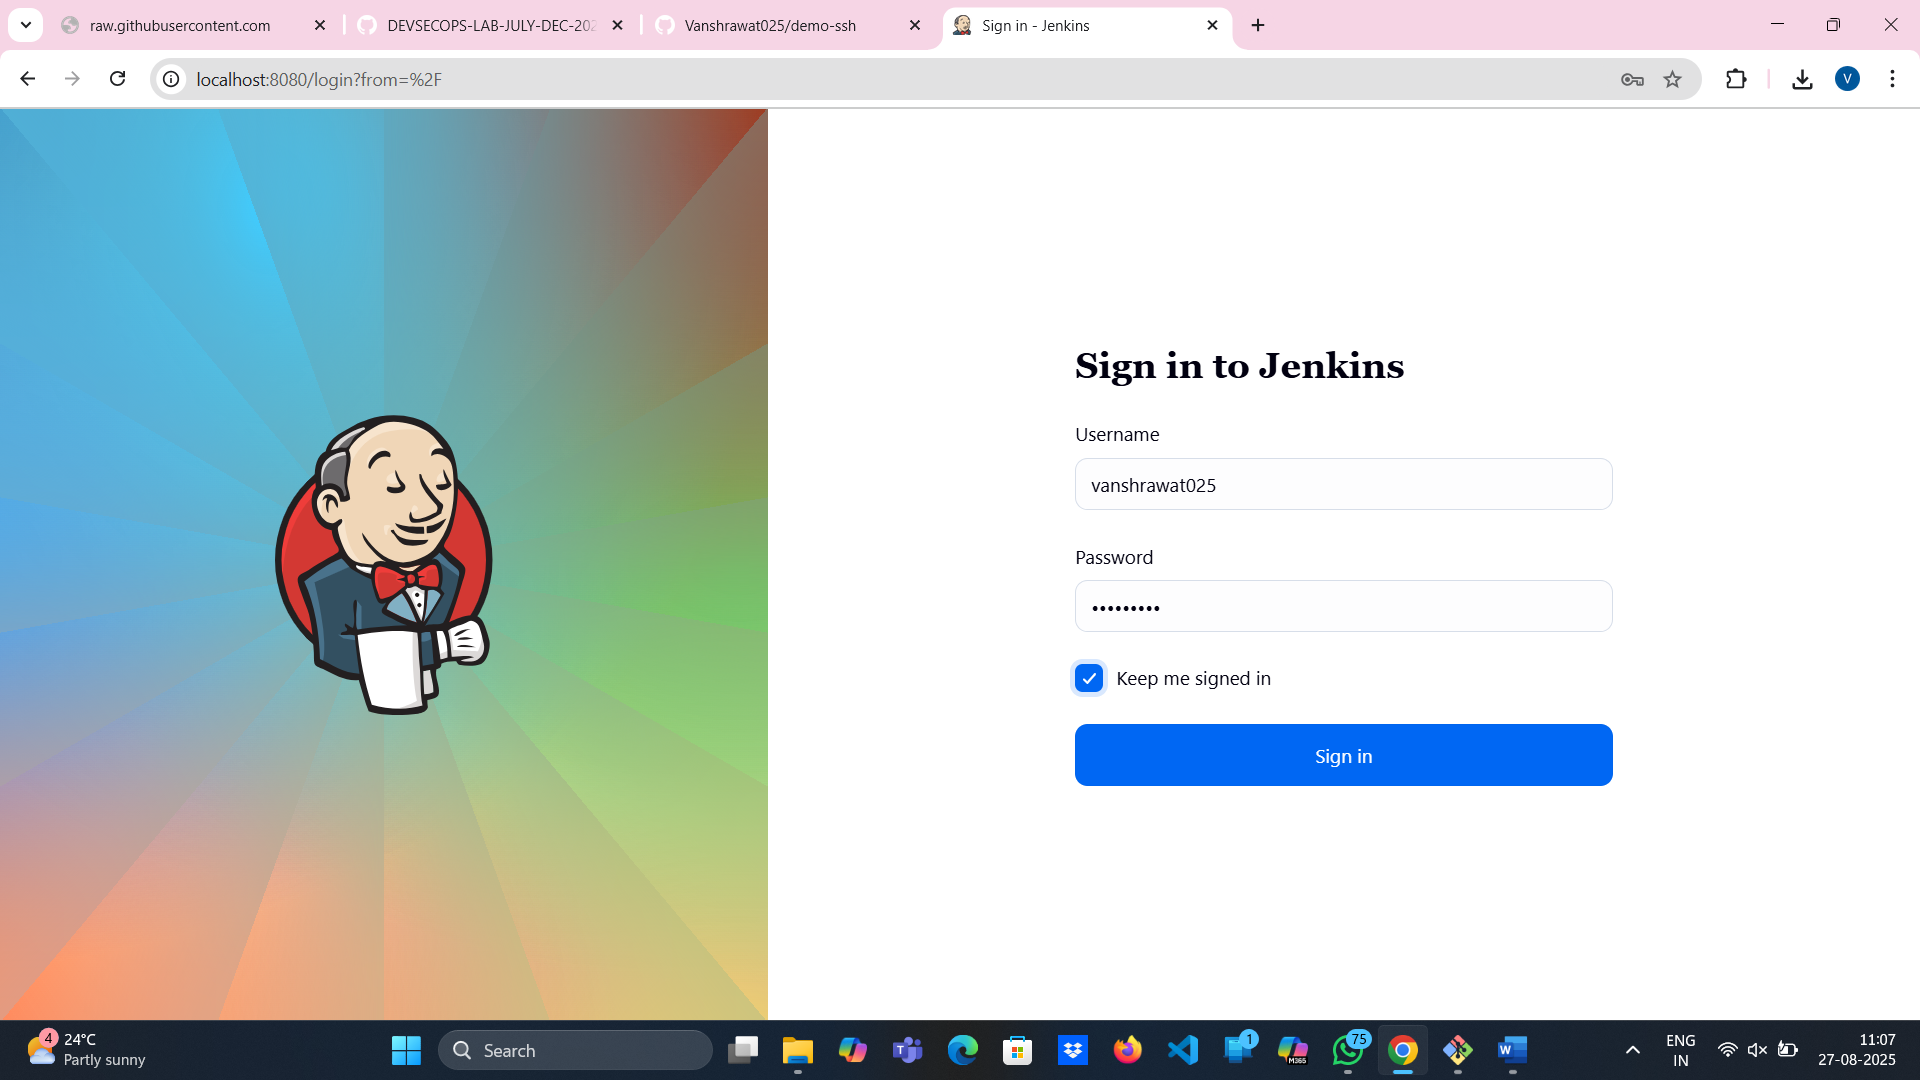 raw.githubusercontent.com
DEVSECOPS-LAB-JULY-DEC-202
Vanshrawat025/demo-ssh
Sign in - Jenkins
localhost:8080/login?from=%2F
V
Sign in to Jenkins
Username
vanshrawat025
Password
•••••••••
Keep me signed in
Sign in
4
24°C
Partly sunny
Search
T
1
M365
75
W
ENG
IN
11:07
27-08-2025